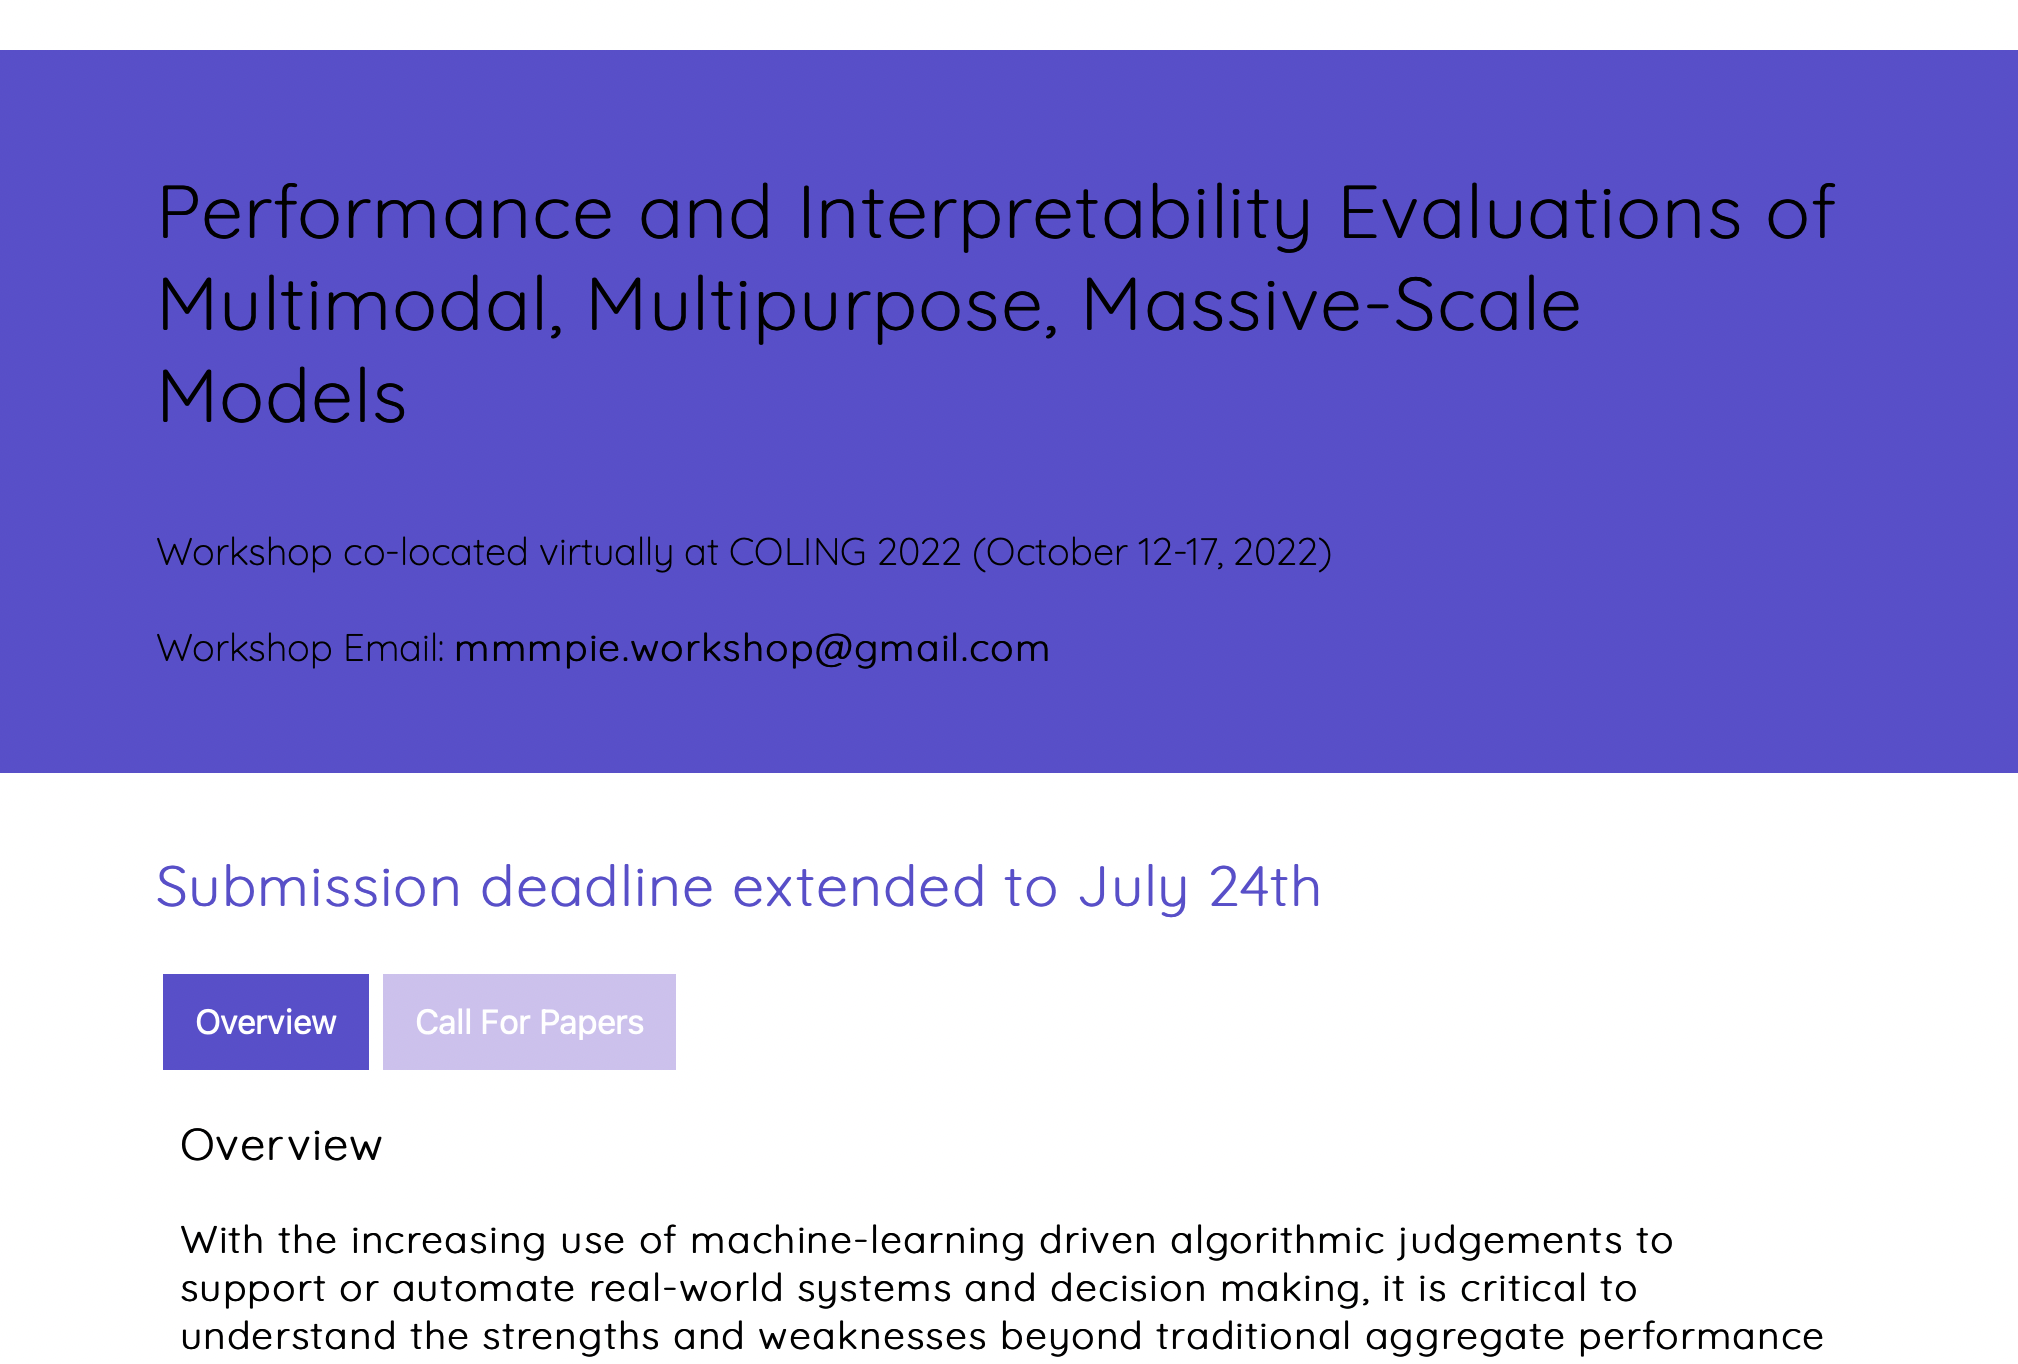 Performance and Interpretability Evaluations of
Multimodal, Multipurpose, Massive-Scale
Models
Workshop co-located virtually at COLING 2022 (October 12-17, 2022)
Workshop Email: mmmpie.workshop@gmail.com
Submission deadline extended to July 24th
Overview
Call For Papers
Overview
With the increasing use of machine-learning driven algorithmic judgements to
support or automate real-world systems and decision making, it is critical to
understand the strengths and weaknesses beyond traditional aggregate performance